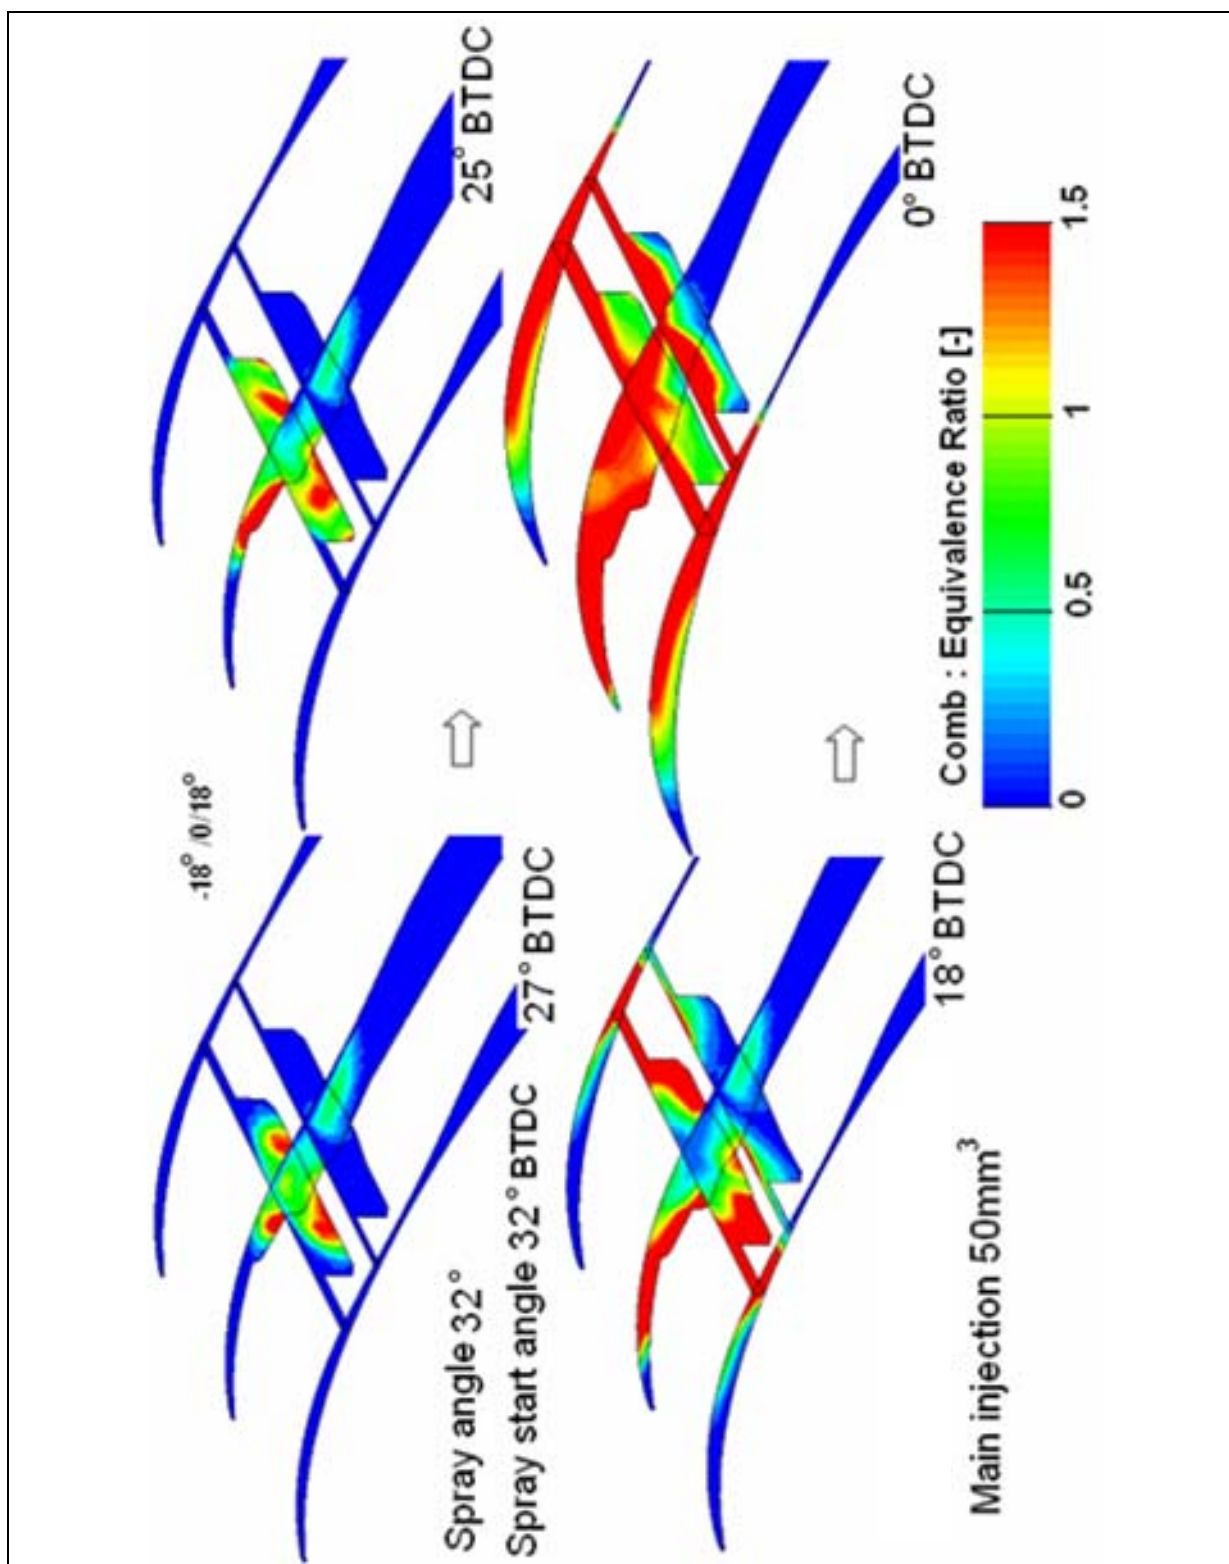 -18° /0/18°
27° BTDC
25° BTDC
Spray angle 32°
Spray start angle 32° BTDC
18° BTDC
0° BTDC
Main injection 50mm³
Comb : Equivalence Ratio [-]
0
0.5
1
1.5